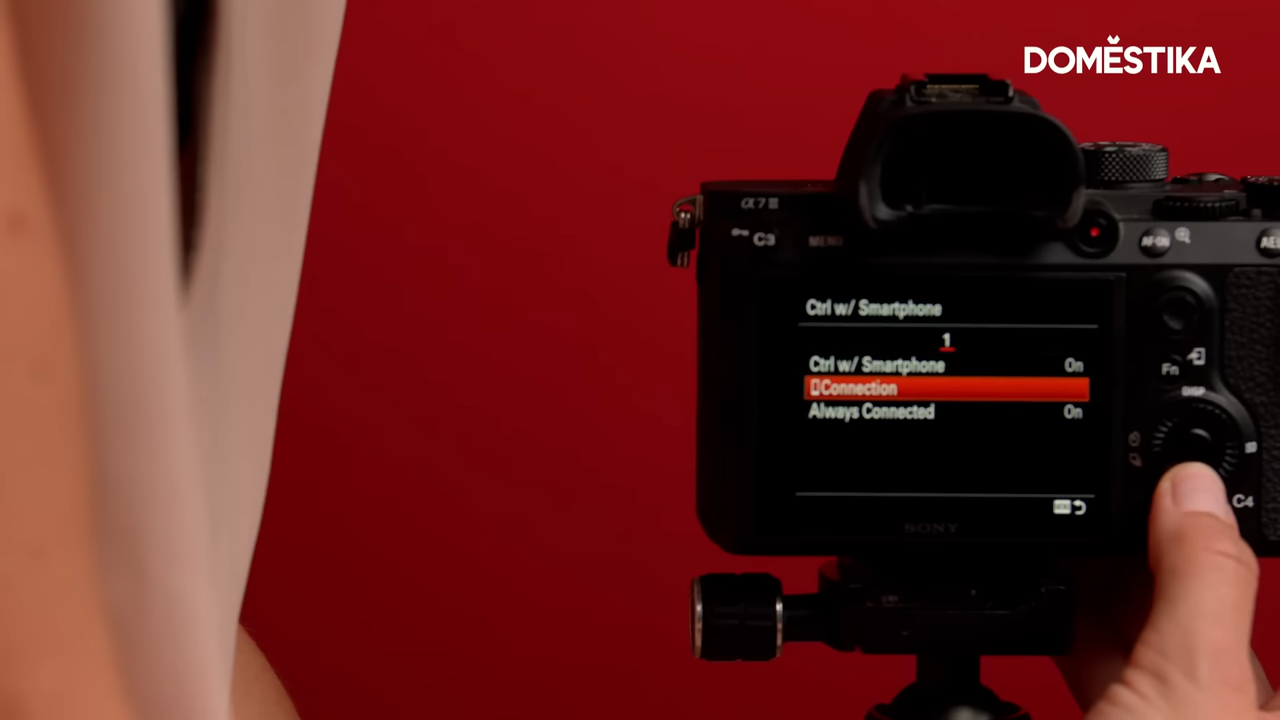 DOMĔSTIKA
α7III
C3
MENU
AF-ON
AEL
Ctrl w/ Smartphone
1
Ctrl w/ Smartphone On
Connection
Always Connected On
Fn
DISP
C4
SONY